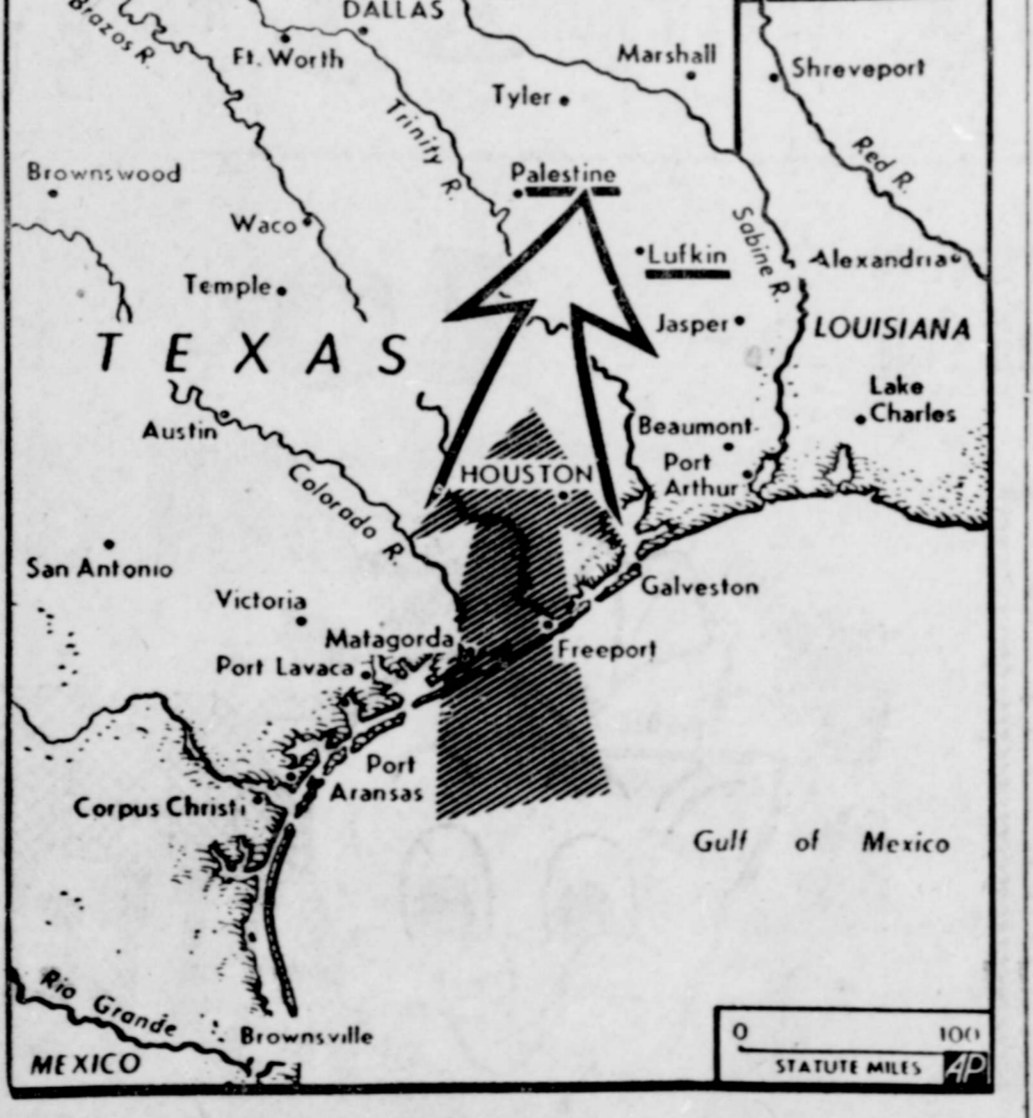 DALLAS
Brazos R.
Ft. Worth
Marshall
Shreveport
Tyler
Trinity R.
Red R.
Brownswood
Palestine
Waco
Sabine R.
Lufkin
Alexandria
Temple
Jasper
LOUISIANA
TEXAS
Lake
Charles
Austin
Beaumont
Port
Arthur
HOUSTON
Colorado R.
San Antonio
Galveston
Victoria
Matagorda
Freeport
Port Lavaca
Port
Aransas
Corpus Christi
Gulf of Mexico
Rio Grande
Brownsville
MEXICO
0 100
STATUTE MILES AP